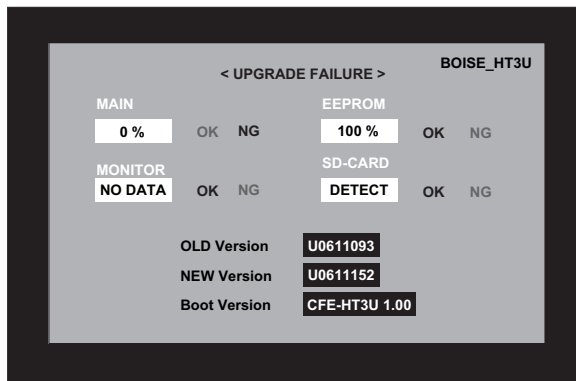 BOISE_HT3U
< UPGRADE FAILURE >
MAIN
0 % OK NG
EEPROM
100 % OK NG
MONITOR
NO DATA OK NG
SD-CARD
DETECT OK NG
OLD Version U0611093
NEW Version U0611152
Boot Version CFE-HT3U 1.00